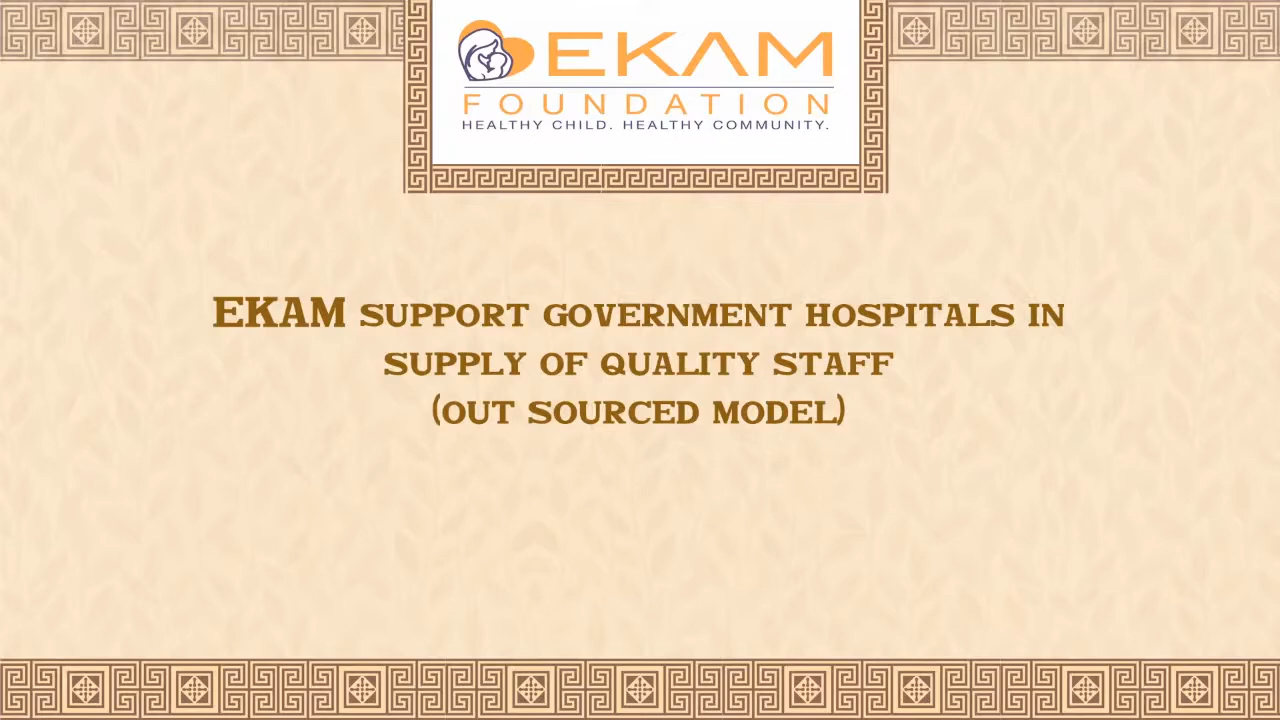 EKAM
FOUNDATION
HEALTHY CHILD. HEALTHY COMMUNITY.
EKAM SUPPORT GOVERNMENT HOSPITALS IN
SUPPLY OF QUALITY STAFF
(OUT SOURCED MODEL)